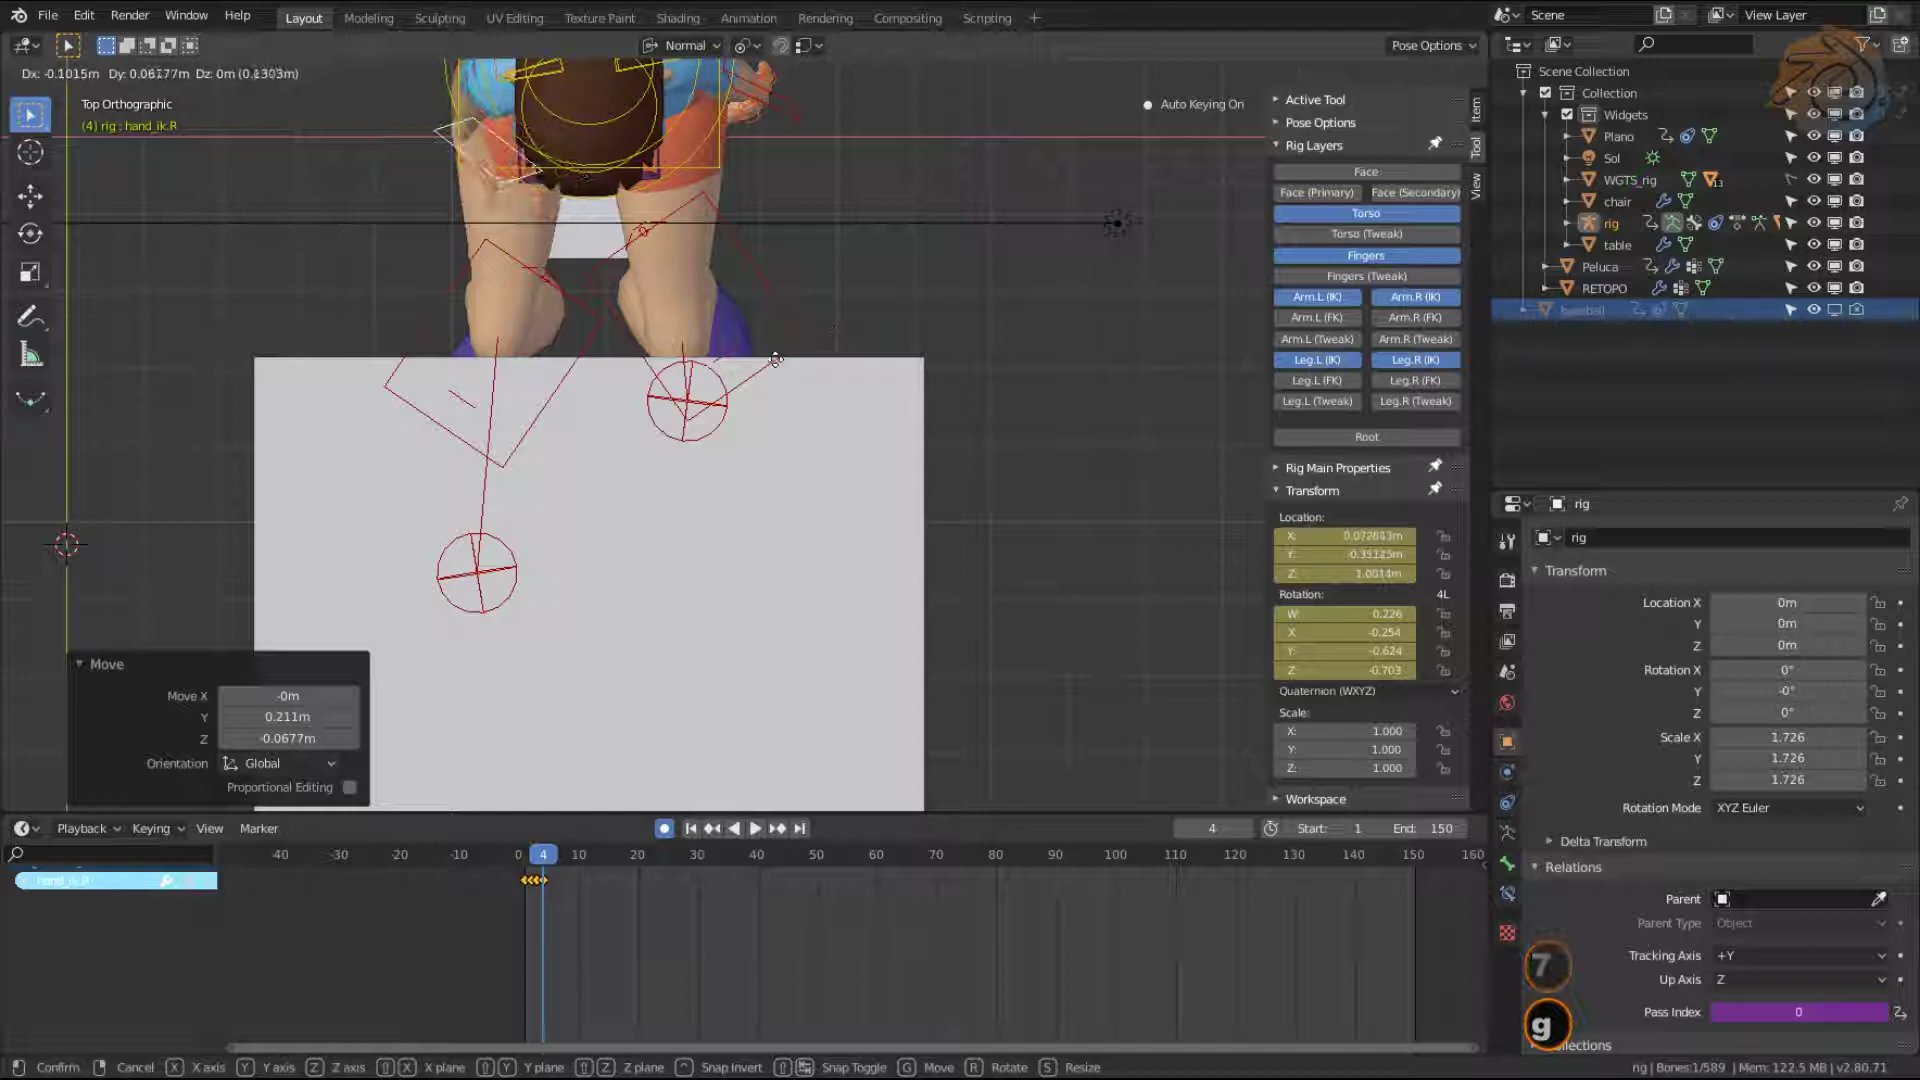 File Edit Render Window Help
Layout Modeling Sculpting UV Editing Texture Paint Shading Animation Rendering Compositing Scripting +
Scene
View Layer
Normal
Pose Options
Dx: -0.1015m Dy: 0.06177m Dz: 0m (0.1303m)
Top Orthographic
(4) rig : hand_ik.R
Auto Keying On
Active Tool
Pose Options
Rig Layers
Face
Face (Primary) Face (Secondary)
Torso
Torso (Tweak)
Fingers
Fingers (Tweak)
Arm.L (IK) Arm.R (IK)
Arm.L (FK) Arm.R (FK)
Arm.L (Tweak) Arm.R (Tweak)
Leg.L (IK) Leg.R (IK)
Leg.L (FK) Leg.R (FK)
Leg.L (Tweak) Leg.R (Tweak)
Root
Rig Main Properties
Transform
Location:
X: 0.072843m
Y: -0.35125m
Z: 1.0814m
Rotation: 4L
W: 0.226
X -0.254
Y: -0.624
Z: -0.703
Quaternion (WXYZ)
Scale:
X: 1.000
Y: 1.000
Z: 1.000
Workspace
Item
Tool
View
Scene Collection
Collection
Widgets
Plano
Sol
WGTS_rig 13
chair
rig
table
Peluca
RETOPO
rig
rig
Transform
Location X 0m
Y 0m
Z 0m
Rotation X 0°
Y -0°
Z 0°
Scale X 1.726
Y 1.726
Z 1.726
Rotation Mode XYZ Euler
Delta Transform
Relations
Parent
Parent Type Object
Tracking Axis +Y
Up Axis Z
Pass Index 0
7
g
Move
Move X -0m
Y 0.211m
Z -0.0677m
Orientation Global
Proportional Editing
Playback Keying View Marker
4 Start: 1 End: 150
-40 -30 -20 -10 0 4 10 20 30 40 50 60 70 80 90 100 110 120 130 140 150 160
hand_ik.R
Confirm Cancel X X axis Y Y axis Z Z axis X X plane Y Y plane Z Z plane Snap Invert Snap Toggle G Move R Rotate S Resize
rig | Bones:1/589 | Mem: 122.5 MB | v2.80.71